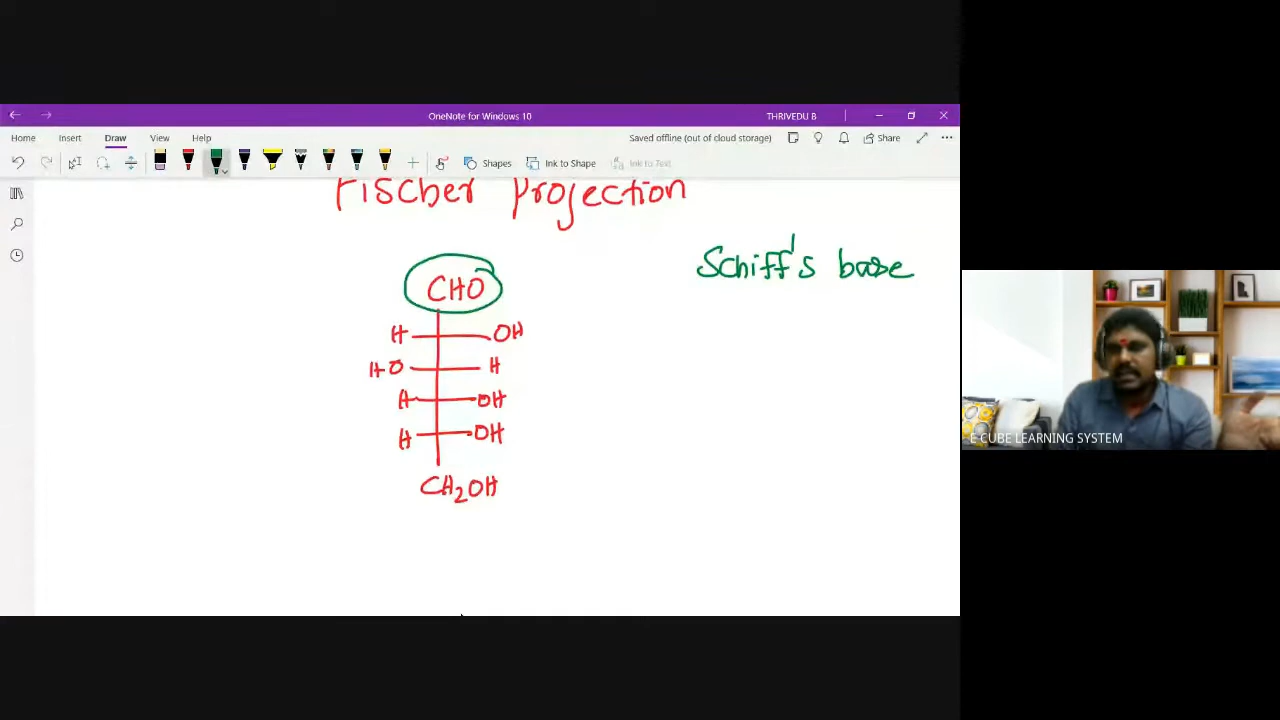 OneNote for Windows 10
THRIVEDU B
Home Insert Draw View Help
Saved offline (out of cloud storage)
Share
Shapes
Ink to Shape
Ink to Text
Fischer Projection
Schiff's base
CHO
H OH
HO H
H OH
H OH
CH2OH
E CUBE LEARNING SYSTEM